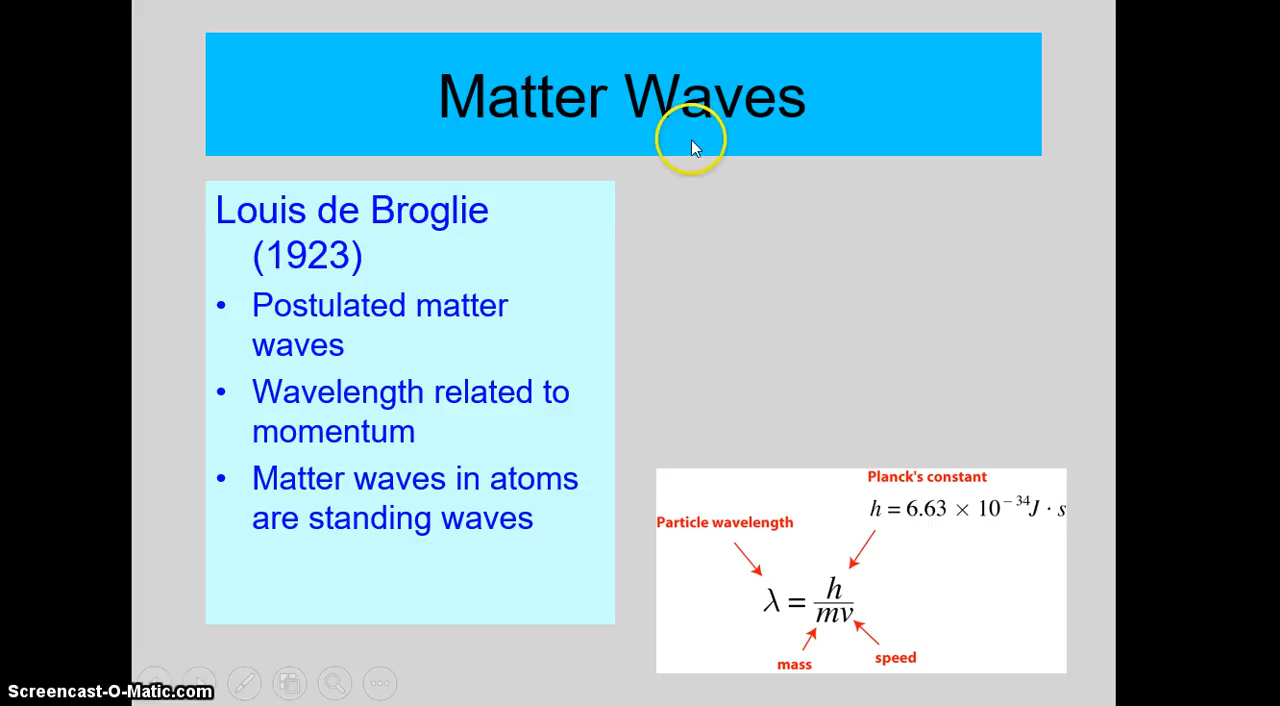 Matter Waves
Louis de Broglie
(1923)
• Postulated matter
waves
• Wavelength related to
momentum
• Matter waves in atoms
are standing waves
Planck's constant
h = 6.63 × 10⁻³⁴ J · s
Particle wavelength
λ = h/mv
mass
speed
Screencast-O-Matic.com